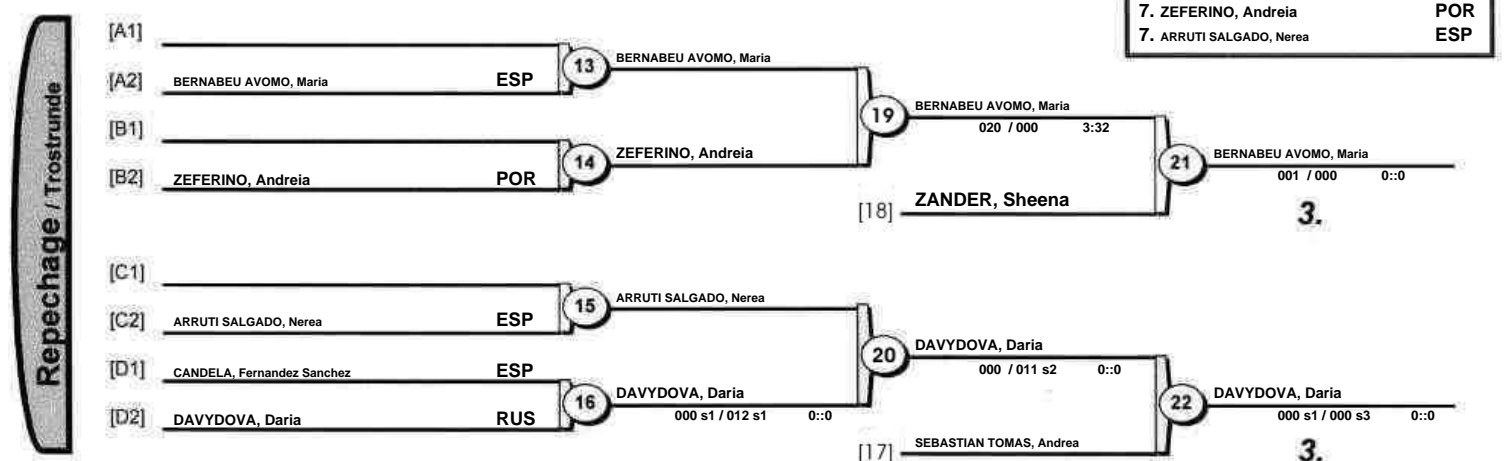 7. ZEFERINO, Andreia POR
7. ARRUTI SALGADO, Nerea ESP
Repechage / Trostrunde
[A1]
[A2] BERNABEU AVOMO, Maria ESP
13 BERNABEU AVOMO, Maria
[B1]
[B2] ZEFERINO, Andreia POR
14 ZEFERINO, Andreia
19 BERNABEU AVOMO, Maria
020 / 000 3:32
[18] ZANDER, Sheena
21 BERNABEU AVOMO, Maria
001 / 000 0::0
3.
[C1]
[C2] ARRUTI SALGADO, Nerea ESP
15 ARRUTI SALGADO, Nerea
[D1] CANDELA, Fernandez Sanchez ESP
[D2] DAVYDOVA, Daria RUS
16 DAVYDOVA, Daria
000 s1 / 012 s1 0::0
20 DAVYDOVA, Daria
000 / 011 s2 0::0
[17] SEBASTIAN TOMAS, Andrea
22 DAVYDOVA, Daria
000 s1 / 000 s3 0::0
3.